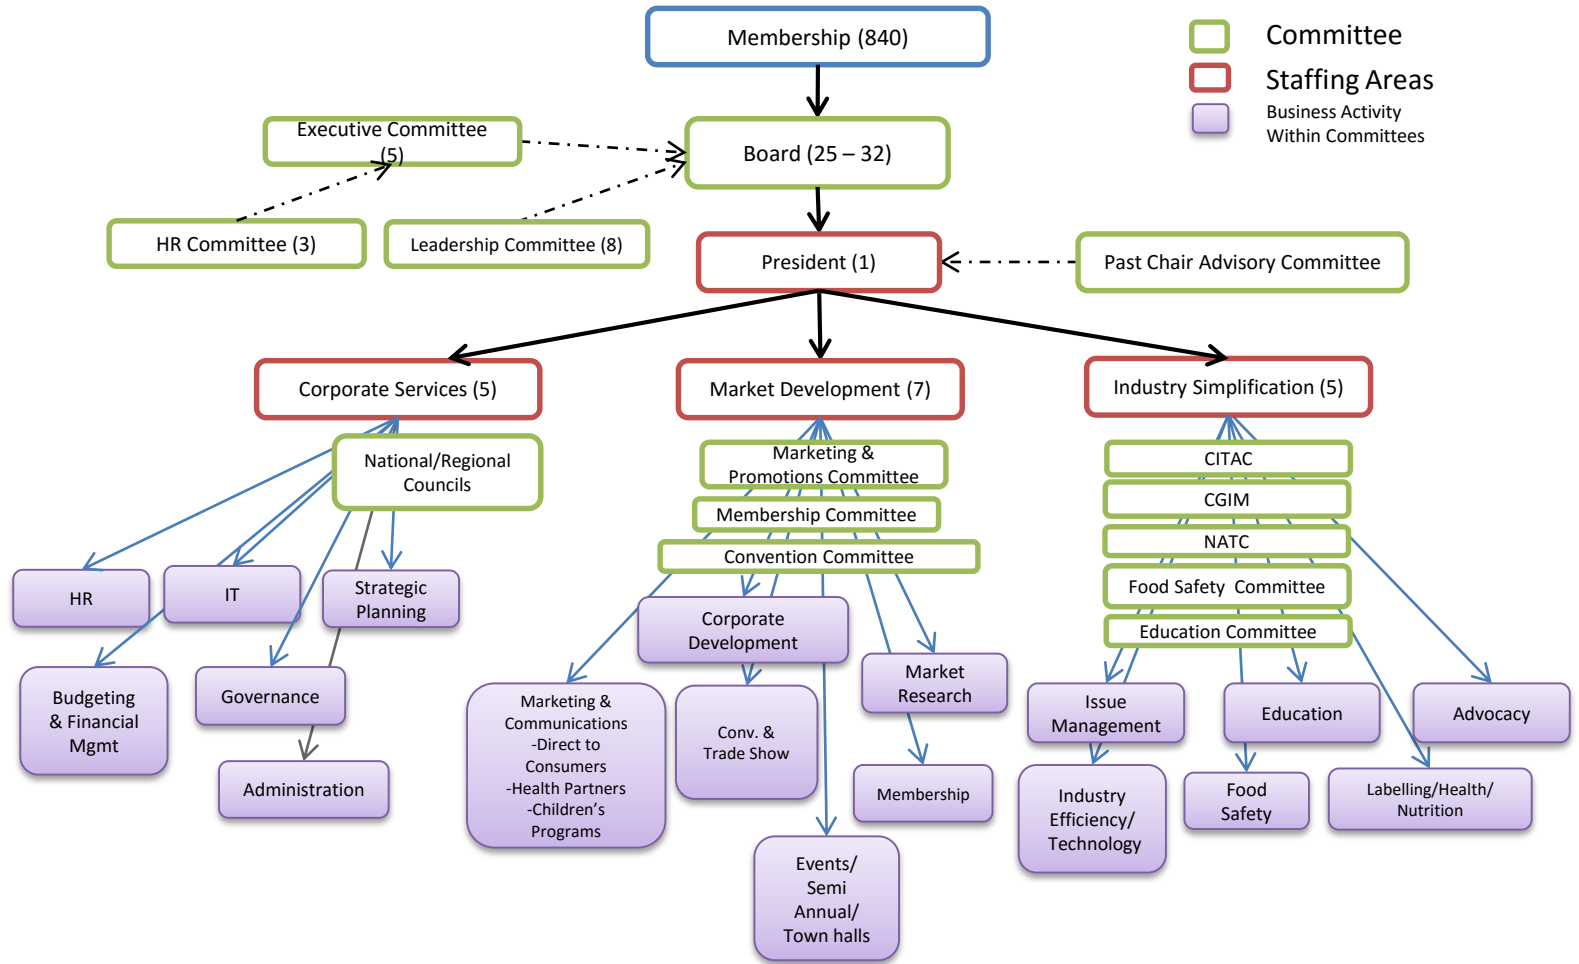 Membership (840)
Committee
Staffing Areas
Business Activity
Within Committees
Executive Committee
(5)
Board (25 – 32)
HR Committee (3)
Leadership Committee (8)
President (1)
Past Chair Advisory Committee
Corporate Services (5)
Market Development (7)
Industry Simplification (5)
National/Regional
Councils
Marketing &
Promotions Committee
Membership Committee
Convention Committee
CITAC
CGIM
NATC
Food Safety  Committee
Education Committee
HR
IT
Strategic
Planning
Budgeting
& Financial
Mgmt
Governance
Administration
Corporate
Development
Marketing &
Communications
-Direct to
Consumers
-Health Partners
-Children’s
Programs
Conv. &
Trade Show
Market
Research
Membership
Events/
Semi
Annual/
Town halls
Issue
Management
Education
Advocacy
Industry
Efficiency/
Technology
Food
Safety
Labelling/Health/
Nutrition